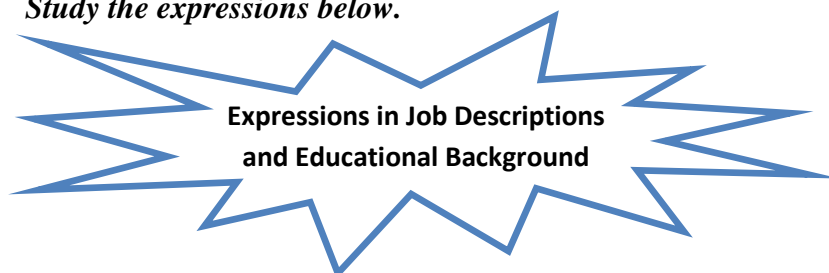 Study the expressions below.
Expressions in Job Descriptions
and Educational Background